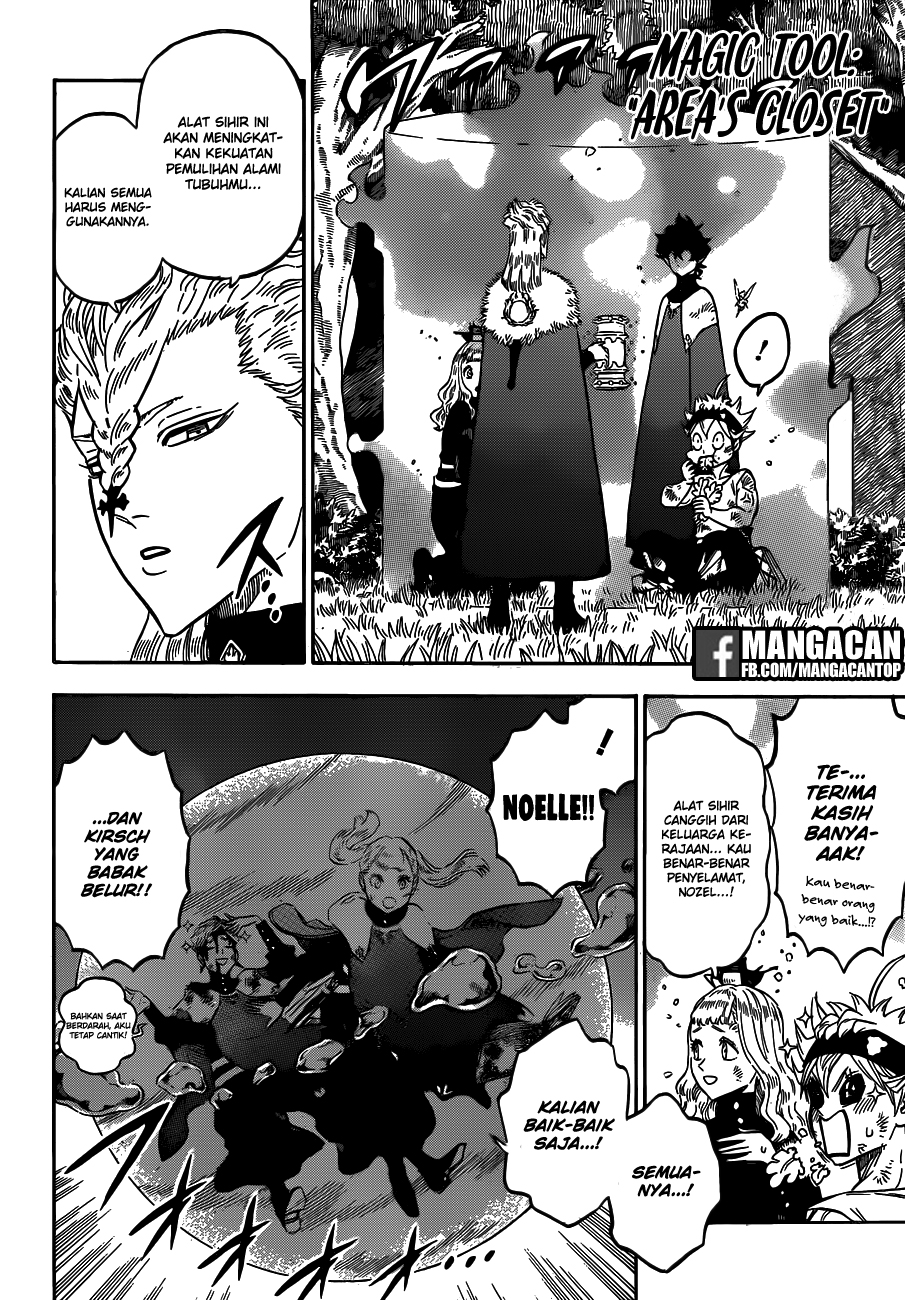 MAGIC TOOL:
"AREA'S CLOSET"
ALAT SIHIR INI
AKAN MENINGKAT-
KAN KEKUATAN
PEMULIHAN ALAMI
TUBUHMU...
KALIAN SEMUA
HARUS MENG-
GUNAKANNYA.
!
ス
f MANGACAN
FB.COM/MANGACANTOP
TE-...
TERIMA
KASIH
BANYA-
AAK!
Kau benar-
benar orang
yang baik...!?
ALAT SIHIR
CANGGIH DARI
KELUARGA KE-
RAJAAN... KAU
BENAR-BENAR
PENYELAMAT,
NOZEL...!
!
NOELLE!!
...DAN
KIRSCH
YANG
BABAK
BELUR!!
BAHKAN SAAT
BERDARAH, AKU
TETAP CANTIK!
SEMUA-
NYA...!
KALIAN
BAIK-BAIK
SAJA...!